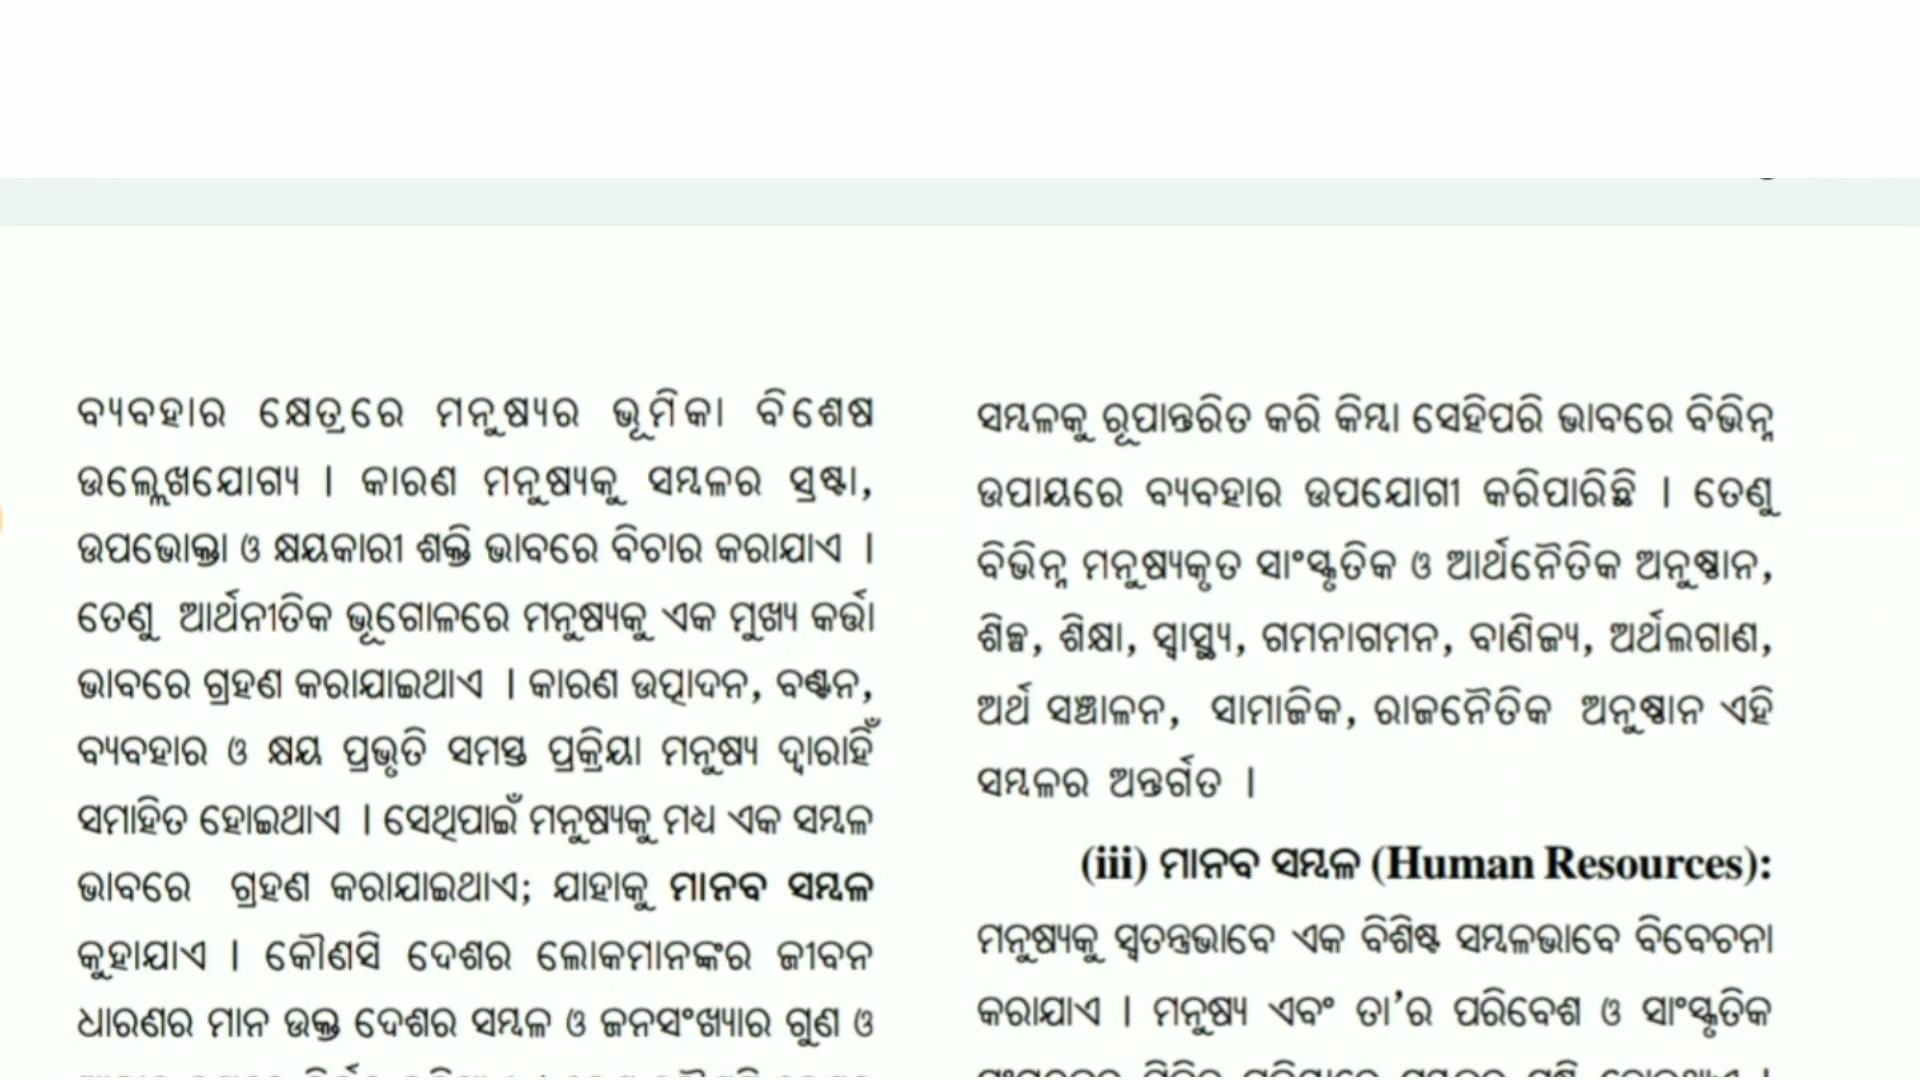 ବ୍ୟବହାର କ୍ଷେତ୍ରରେ ମନୁଷ୍ୟର ଭୂମିକା ବିଶେଷ
ଉଲ୍ଲେଖଯୋଗ୍ୟ । କାରଣ ମନୁଷ୍ୟକୁ ସମ୍ବଳର ସ୍ରଷ୍ଟା,
ଉପଭୋକ୍ତା ଓ କ୍ଷୟକାରୀ ଶକ୍ତି ଭାବରେ ବିଚାର କରାଯାଏ ।
ତେଣୁ ଆର୍ଥନୀତିକ ଭୂଗୋଳରେ ମନୁଷ୍ୟକୁ ଏକ ମୁଖ୍ୟ କର୍ତ୍ତା
ଭାବରେ ଗ୍ରହଣ କରାଯାଇଥାଏ । କାରଣ ଉତ୍ପାଦନ, ବଣ୍ଟନ,
ବ୍ୟବହାର ଓ କ୍ଷୟ ପ୍ରଭୃତି ସମସ୍ତ ପ୍ରକ୍ରିୟା ମନୁଷ୍ୟ ଦ୍ୱାରାହିଁ
ସମାହିତ ହୋଇଥାଏ । ସେଥିପାଇଁ ମନୁଷ୍ୟକୁ ମଧ୍ୟ ଏକ ସମ୍ବଳ
ଭାବରେ ଗ୍ରହଣ କରାଯାଇଥାଏ; ଯାହାକୁ ମାନବ ସମ୍ବଳ
କୁହାଯାଏ । କୌଣସି ଦେଶର ଲୋକମାନଙ୍କର ଜୀବନ
ଧାରଣର ମାନ ଉକ୍ତ ଦେଶର ସମ୍ବଳ ଓ ଜନସଂଖ୍ୟାର ଗୁଣ ଓ
ସମ୍ବଳକୁ ରୂପାନ୍ତରିତ କରି କିମ୍ବା ସେହିପରି ଭାବରେ ବିଭିନ୍ନ
ଉପାୟରେ ବ୍ୟବହାର ଉପଯୋଗୀ କରିପାରିଛି । ତେଣୁ
ବିଭିନ୍ନ ମନୁଷ୍ୟକୃତ ସାଂସ୍କୃତିକ ଓ ଆର୍ଥନୈତିକ ଅନୁଷ୍ଠାନ,
ଶିଳ୍ପ, ଶିକ୍ଷା, ସ୍ୱାସ୍ଥ୍ୟ, ଗମନାଗମନ, ବାଣିଜ୍ୟ, ଅର୍ଥଲଗାଣ,
ଅର୍ଥ ସଞ୍ଚାଳନ, ସାମାଜିକ, ରାଜନୈତିକ ଅନୁଷ୍ଠାନ ଏହି
ସମ୍ବଳର ଅନ୍ତର୍ଗତ ।
(iii) ମାନବ ସମ୍ବଳ (Human Resources):
ମନୁଷ୍ୟକୁ ସ୍ୱତନ୍ତ୍ରଭାବେ ଏକ ବିଶିଷ୍ଟ ସମ୍ବଳଭାବେ ବିବେଚନା
କରାଯାଏ । ମନୁଷ୍ୟ ଏବଂ ତା’ର ପରିବେଶ ଓ ସାଂସ୍କୃତିକ